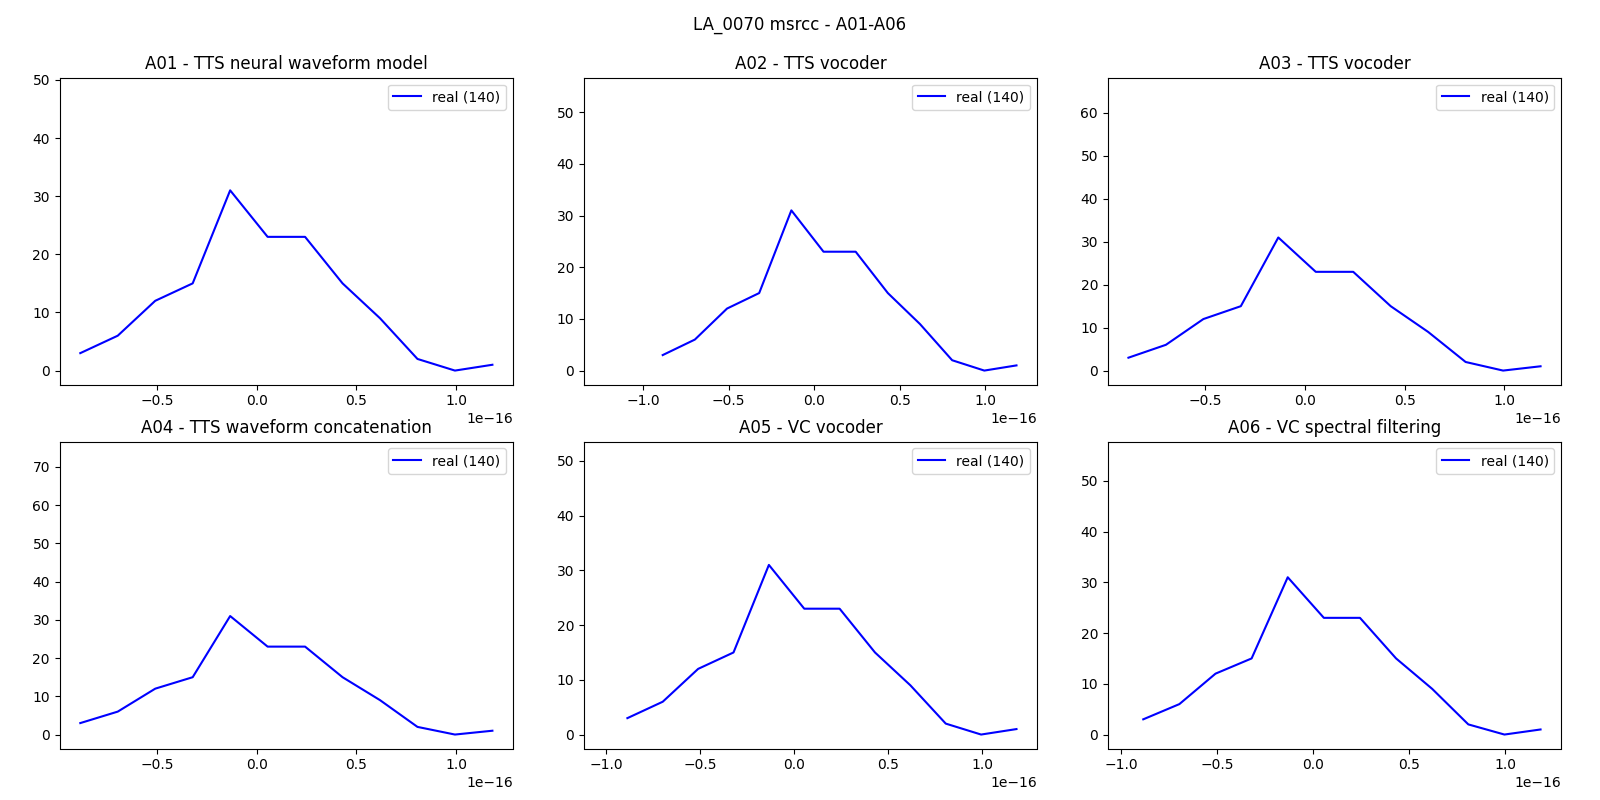 LA_0070 msrcc - A01-A06
A01 - TTS neural waveform model
real (140)
50
40
30
20
10
0
−0.5 0.0 0.5 1.0
1e−16
A02 - TTS vocoder
real (140)
50
40
30
20
10
0
−1.0 −0.5 0.0 0.5 1.0
1e−16
A03 - TTS vocoder
real (140)
60
50
40
30
20
10
0
−0.5 0.0 0.5 1.0
1e−16
A04 - TTS waveform concatenation
real (140)
70
60
50
40
30
20
10
0
−0.5 0.0 0.5 1.0
1e−16
A05 - VC vocoder
real (140)
50
40
30
20
10
0
−1.0 −0.5 0.0 0.5 1.0
1e−16
A06 - VC spectral filtering
real (140)
50
40
30
20
10
0
−1.0 −0.5 0.0 0.5 1.0
1e−16